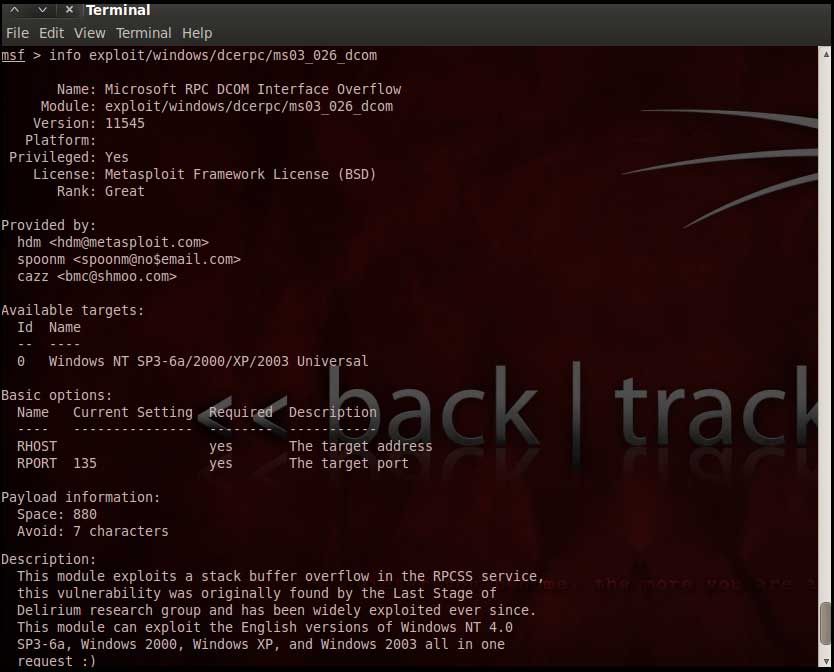 Terminal
File Edit View Terminal Help
msf > info exploit/windows/dcerpc/ms03_026_dcom
Name: Microsoft RPC DCOM Interface Overflow
Module: exploit/windows/dcerpc/ms03_026_dcom
Version: 11545
Platform:
Privileged: Yes
License: Metasploit Framework License (BSD)
Rank: Great
Provided by:
hdm <hdm@metasploit.com>
spoonm <spoonm@no$email.com>
cazz <bmc@shmoo.com>
Available targets:
Id Name
-- ----
0 Windows NT SP3-6a/2000/XP/2003 Universal
Basic options:
Name Current Setting Required Description
---- --------------- -------- -----------
RHOST yes The target address
RPORT 135 yes The target port
Payload information:
Space: 880
Avoid: 7 characters
Description:
This module exploits a stack buffer overflow in the RPCSS service,
this vulnerability was originally found by the Last Stage of
Delirium research group and has been widely exploited ever since.
This module can exploit the English versions of Windows NT 4.0
SP3-6a, Windows 2000, Windows XP, and Windows 2003 all in one
request :)
<< back | track
the more you are